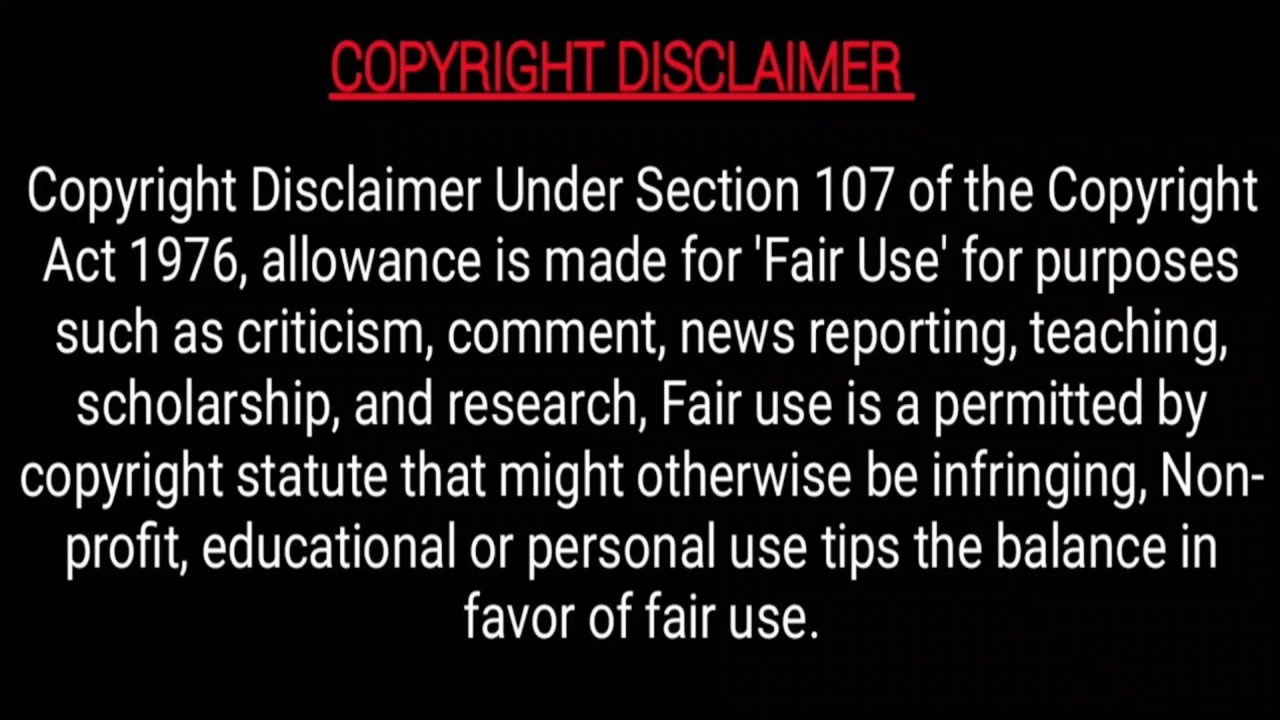 COPYRIGHT DISCLAIMER
Copyright Disclaimer Under Section 107 of the Copyright
Act 1976, allowance is made for 'Fair Use' for purposes
such as criticism, comment, news reporting, teaching,
scholarship, and research, Fair use is a permitted by
copyright statute that might otherwise be infringing, Non-
profit, educational or personal use tips the balance in
favor of fair use.